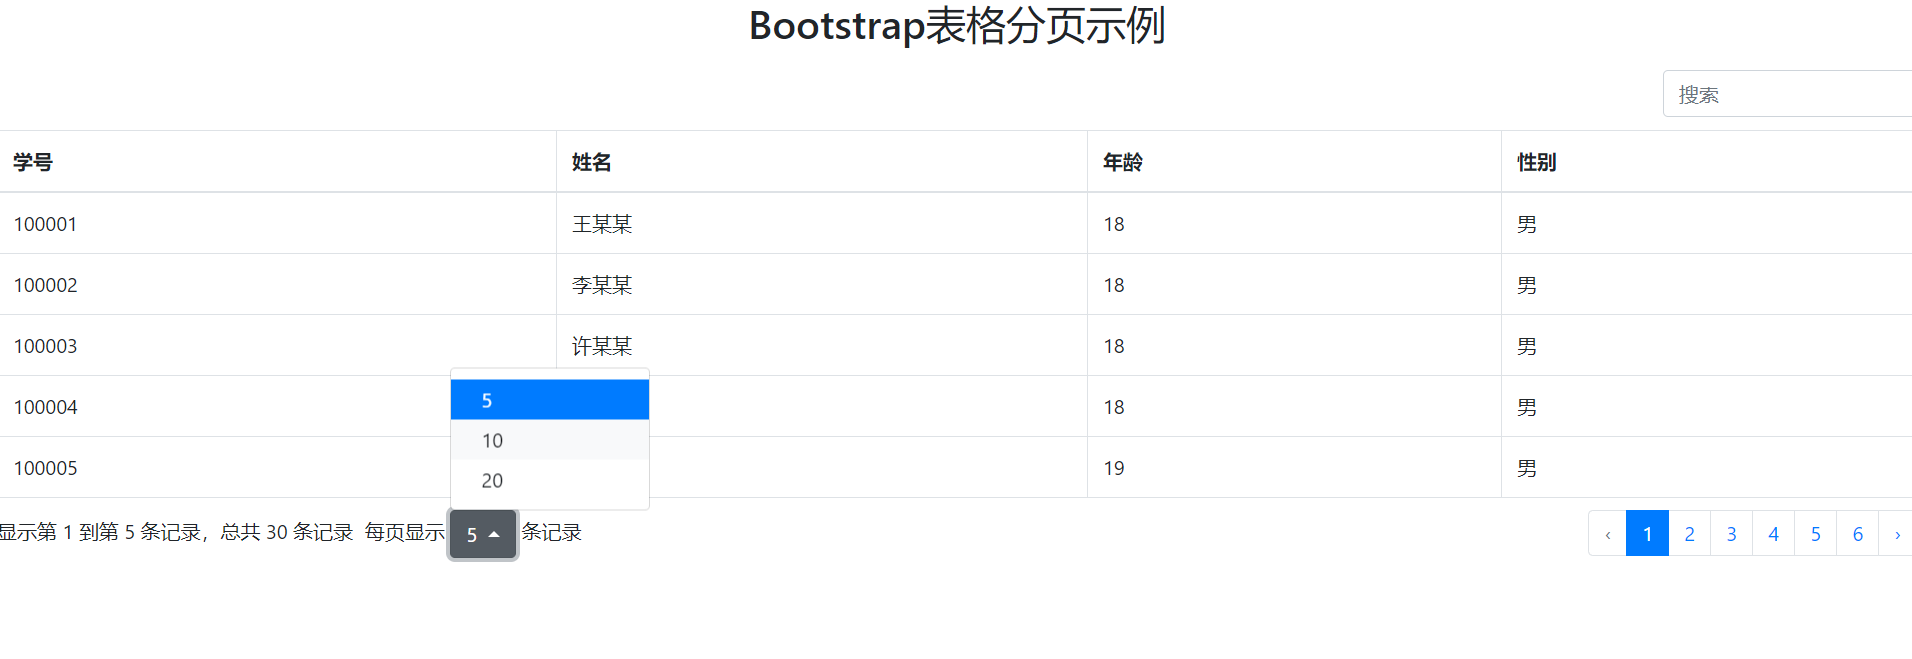 Bootstrap表格分页示例
搜索
学号 姓名 年龄 性别
100001 王某某 18 男
100002 李某某 18 男
100003 许某某 18 男
100004 18 男
100005 19 男
5
10
20
显示第 1 到第 5 条记录，总共 30 条记录 每页显示 5 条记录
‹ 1 2 3 4 5 6 ›